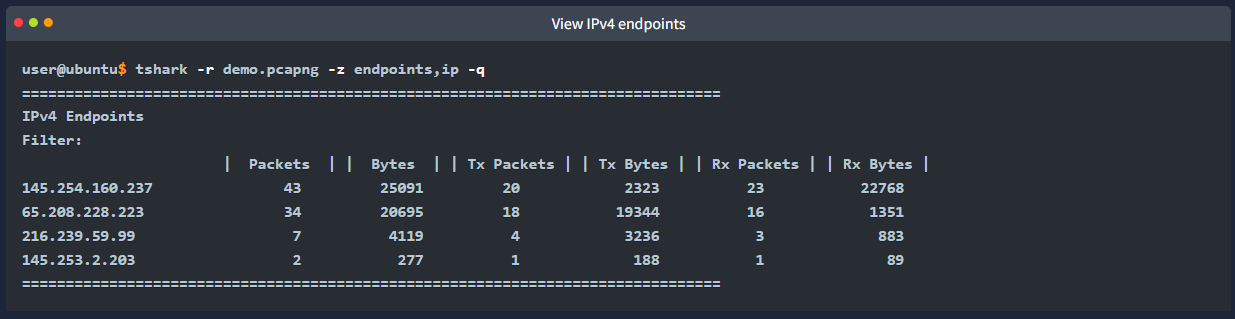 View IPv4 endpoints
user@ubuntu$ tshark -r demo.pcapng -z endpoints,ip -q
================================================================================
IPv4 Endpoints
Filter:
                       |  Packets  | |  Bytes  | | Tx Packets | | Tx Bytes | | Rx Packets | | Rx Bytes |
145.254.160.237               43         25091         20            2323          23           22768
65.208.228.223                34         20695         18           19344          16            1351
216.239.59.99                  7          4119          4            3236           3             883
145.253.2.203                  2           277          1             188           1              89
================================================================================